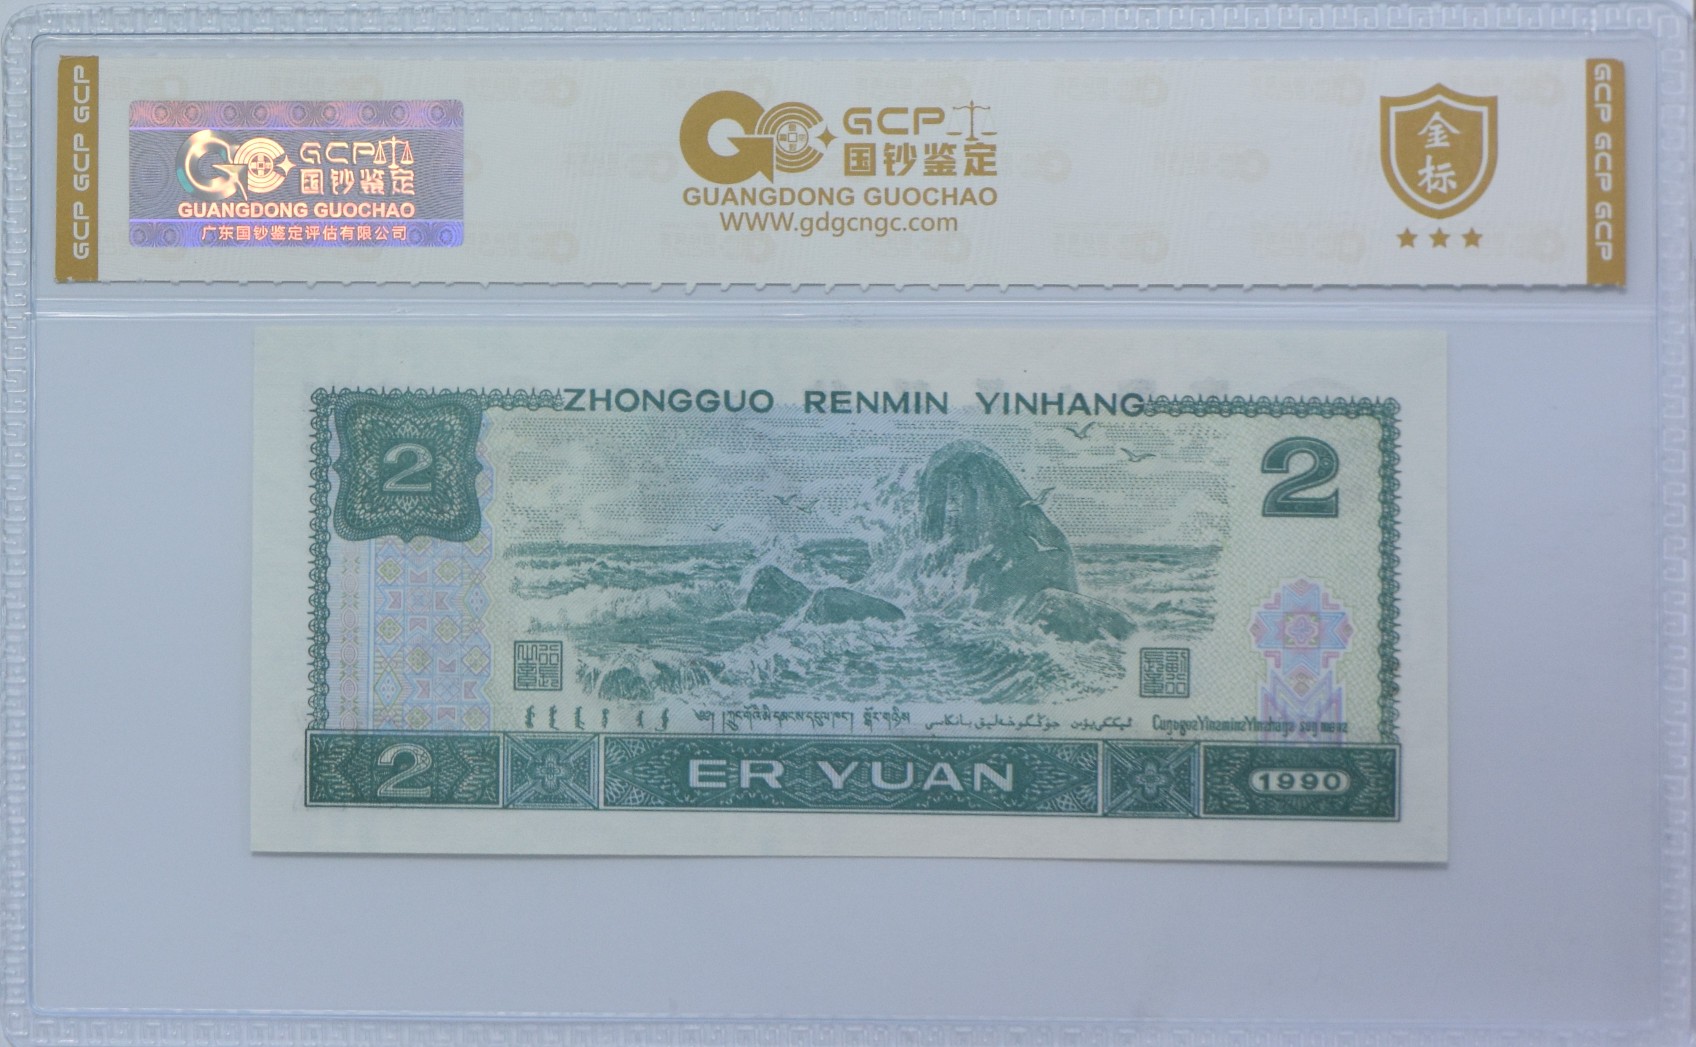 GCP GCP GCP
GCP
国钞鉴定
GUANGDONG GUOCHAO
广东国钞鉴定评估有限公司
GCP
国钞鉴定
GUANGDONG GUOCHAO
WWW.gdgcngc.com
金标
GCP GCP GCP
ZHONGGUO RENMIN YINHANG
2
2
2
ER YUAN
1990